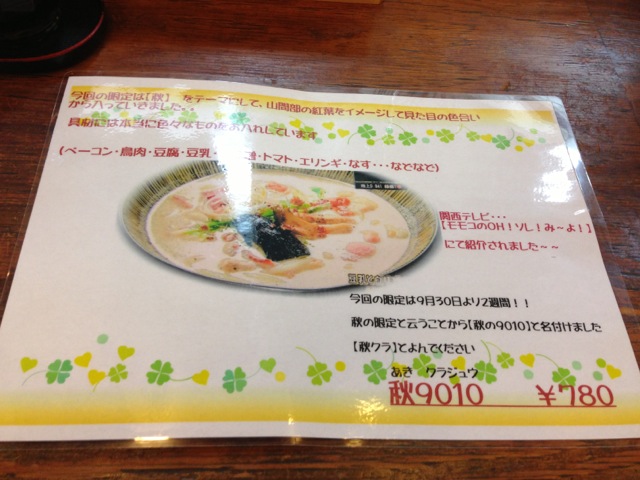 今回の限定は【秋】 をテーマにして、山間部の紅葉をイメージして見た目の色合い
から入っていきました。。
具材には本当に色々なものをお入れしています
(ベーコン・鳥肉・豆腐・豆乳・ ・トマト・エリンギ・なす・・・などなど)
関西テレビ・・・
【モモコのOH!ソレ!み~よ!】
にて紹介されました~~
今回の限定は9月30日より2週間!!
秋の限定と云うことから【秋の9010】と名付けました
【秋クラ】とよんでください
あき クラジュウ
秋9010 ¥780